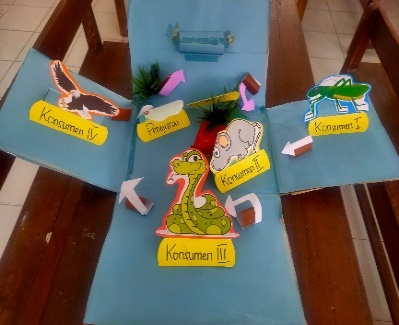 Konsumen IV
Produsen
Konsumen I
Konsumen II
Konsumen III